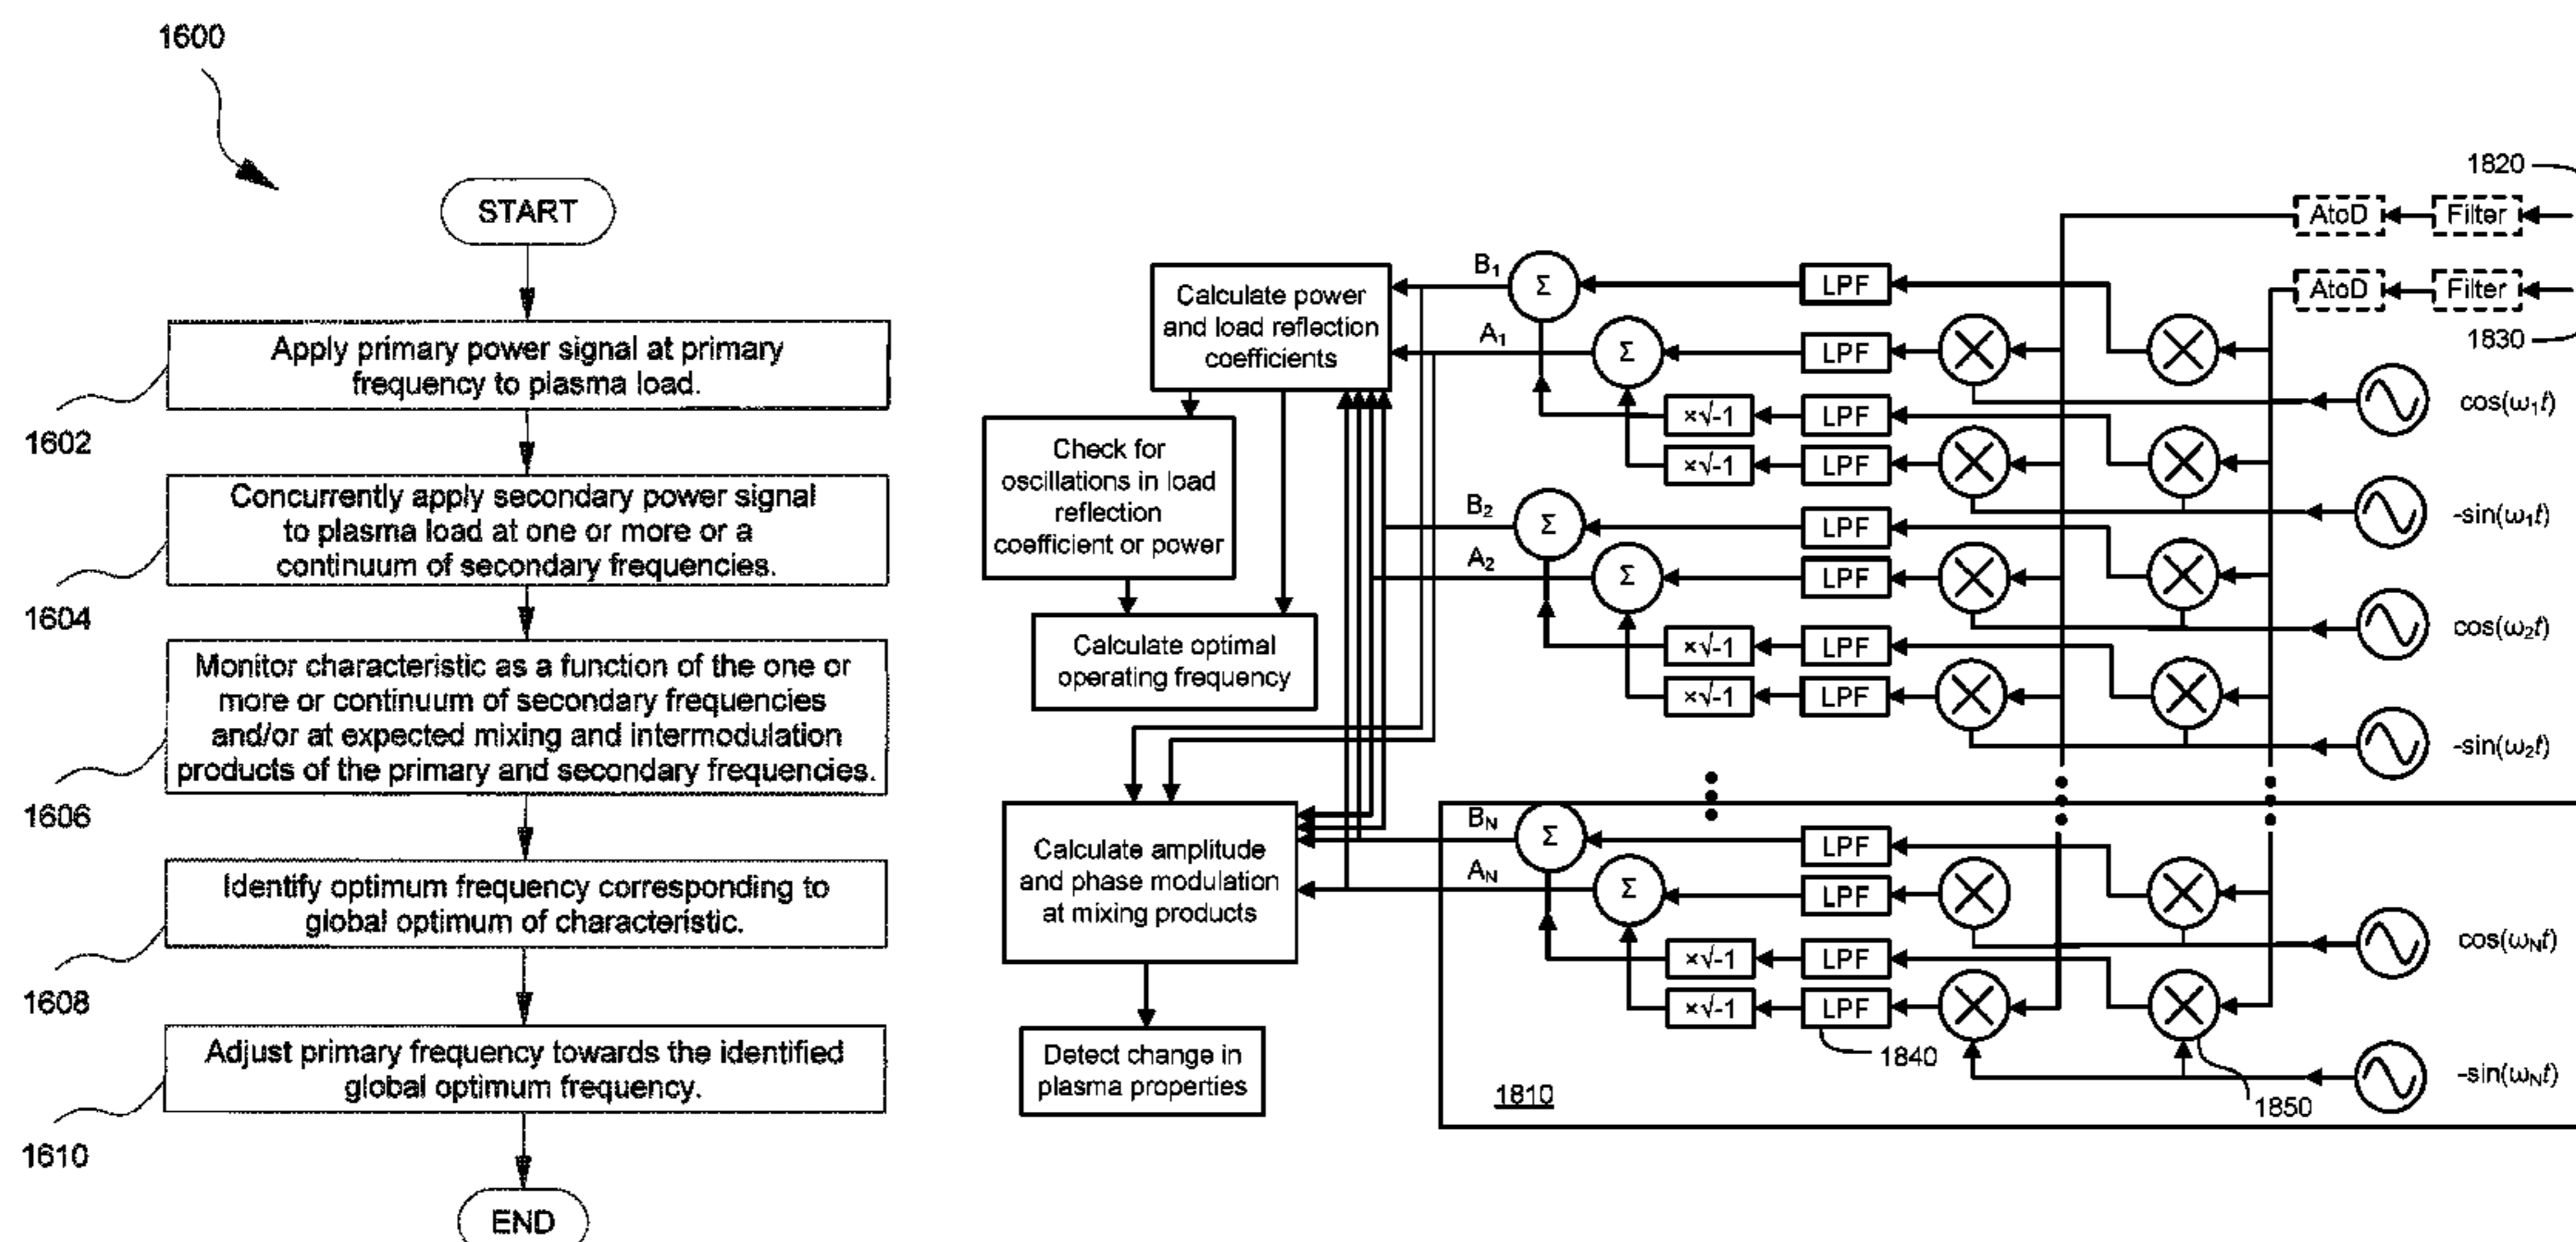 1600
START
Apply primary power signal at primary
frequency to plasma load.
1602
Concurrently apply secondary power signal
to plasma load at one or more or a
continuum of secondary frequencies.
1604
Monitor characteristic as a function of the one or
more or continuum of secondary frequencies
and/or at expected mixing and intermodulation
products of the primary and secondary frequencies.
1606
Identify optimum frequency corresponding to
global optimum of characteristic.
1608
Adjust primary frequency towards the identified
global optimum frequency.
1610
END
1820
AtoD
Filter
AtoD
Filter
1830
Calculate power
and load reflection
coefficients
B₁
Σ
LPF
A₁
Σ
LPF
cos(ω₁t)
×√-1
LPF
×√-1
LPF
-sin(ω₁t)
Check for
oscillations in load
reflection
coefficient or power
B₂
Σ
LPF
A₂
Σ
LPF
cos(ω₂t)
Calculate optimal
operating frequency
×√-1
LPF
×√-1
LPF
-sin(ω₂t)
Calculate amplitude
and phase modulation
at mixing products
B_N
Σ
LPF
A_N
Σ
LPF
cos(ω_Nt)
×√-1
LPF
×√-1
LPF
1840
-sin(ω_Nt)
1850
1810
Detect change in
plasma properties